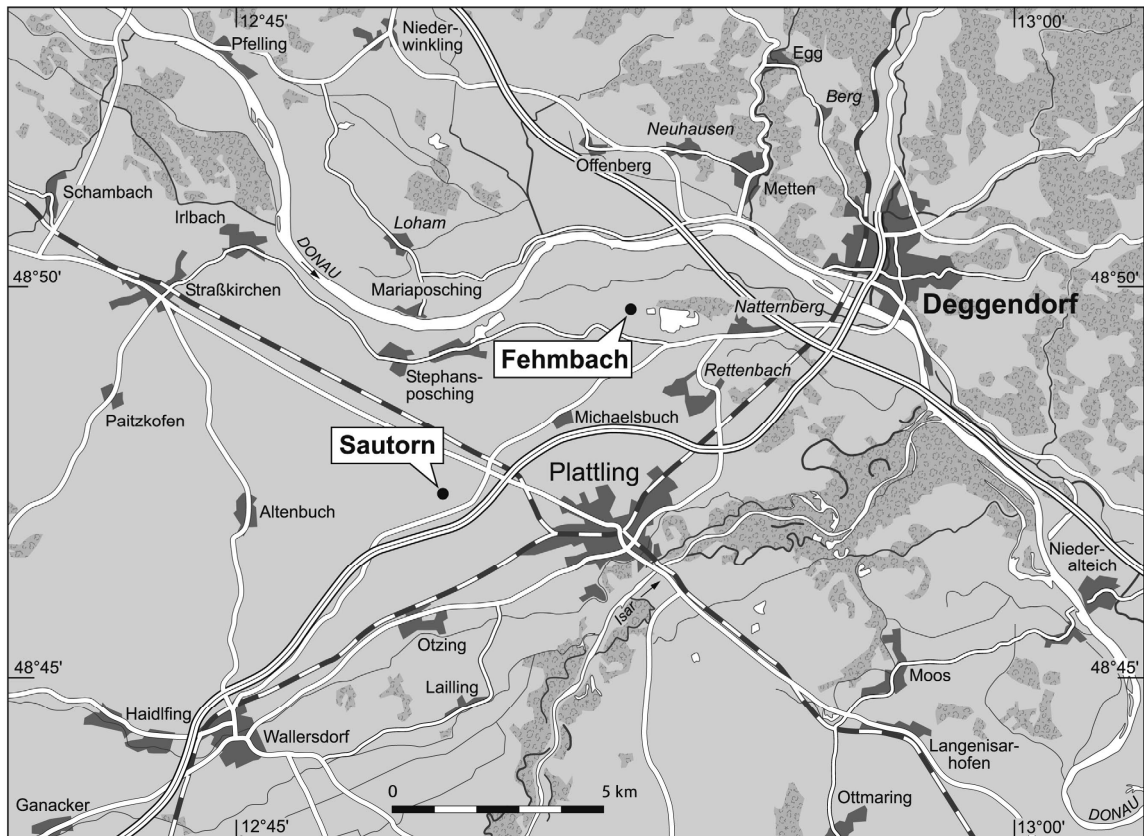 12°45'
13°00'
Pfelling
Nieder-
winkling
Egg
Berg
Neuhausen
Offenberg
Metten
Schambach
Irlbach
Loham
DONAU
48°50'
48°50'
Straßkirchen
Mariaposching
Natternberg
Deggendorf
Fehmbach
Stephans-
posching
Rettenbach
Paitzkofen
Michaelsbuch
Sautorn
Plattling
Altenbuch
Nieder-
alteich
Isar
Otzing
48°45'
48°45'
Moos
Lailling
Haidlfing
Wallersdorf
Langenisar-
hofen
0
5 km
Ganacker
Ottmaring
DONAU
12°45'
13°00'